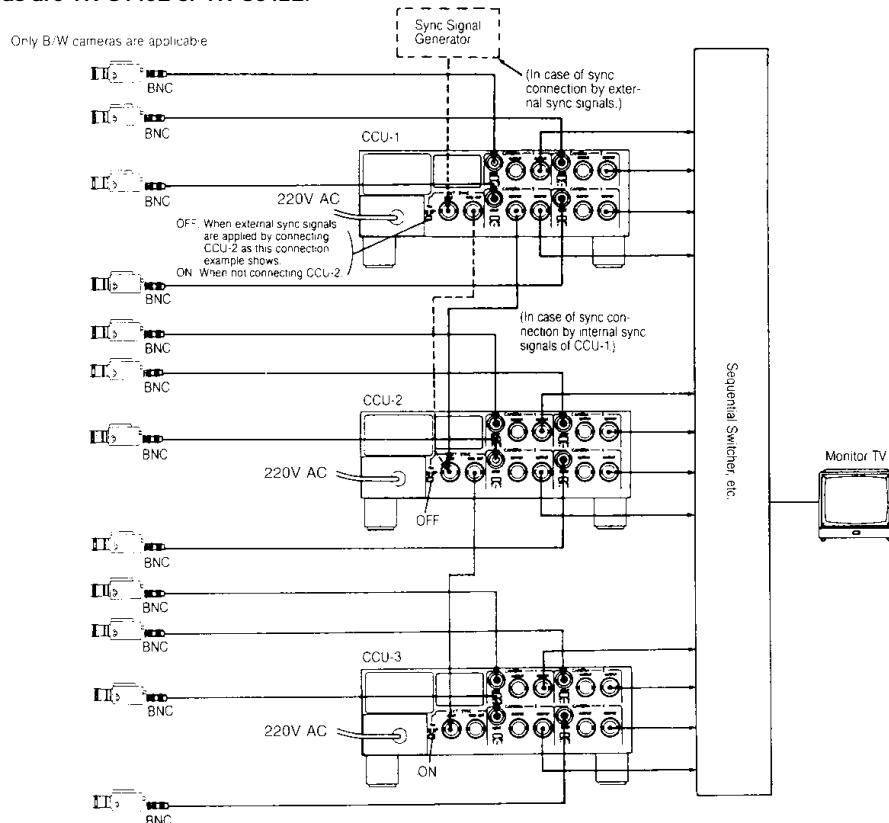 Only B/W cameras are applicable
Sync Signal
Generator
(In case of sync
connection by exter-
nal sync signals.)
BNC
BNC
CCU-1
BNC
220V AC
OFF: When external sync signals
are applied by connecting
CCU-2 as this connection
example shows.
ON: When not connecting CCU-2.
BNC
(In case of sync con-
nection by internal sync
signals of CCU-1.)
BNC
BNC
CCU-2
BNC
220V AC
OFF
Sequential Switcher, etc.
Monitor TV
BNC
BNC
BNC
CCU-3
BNC
220V AC
ON
BNC